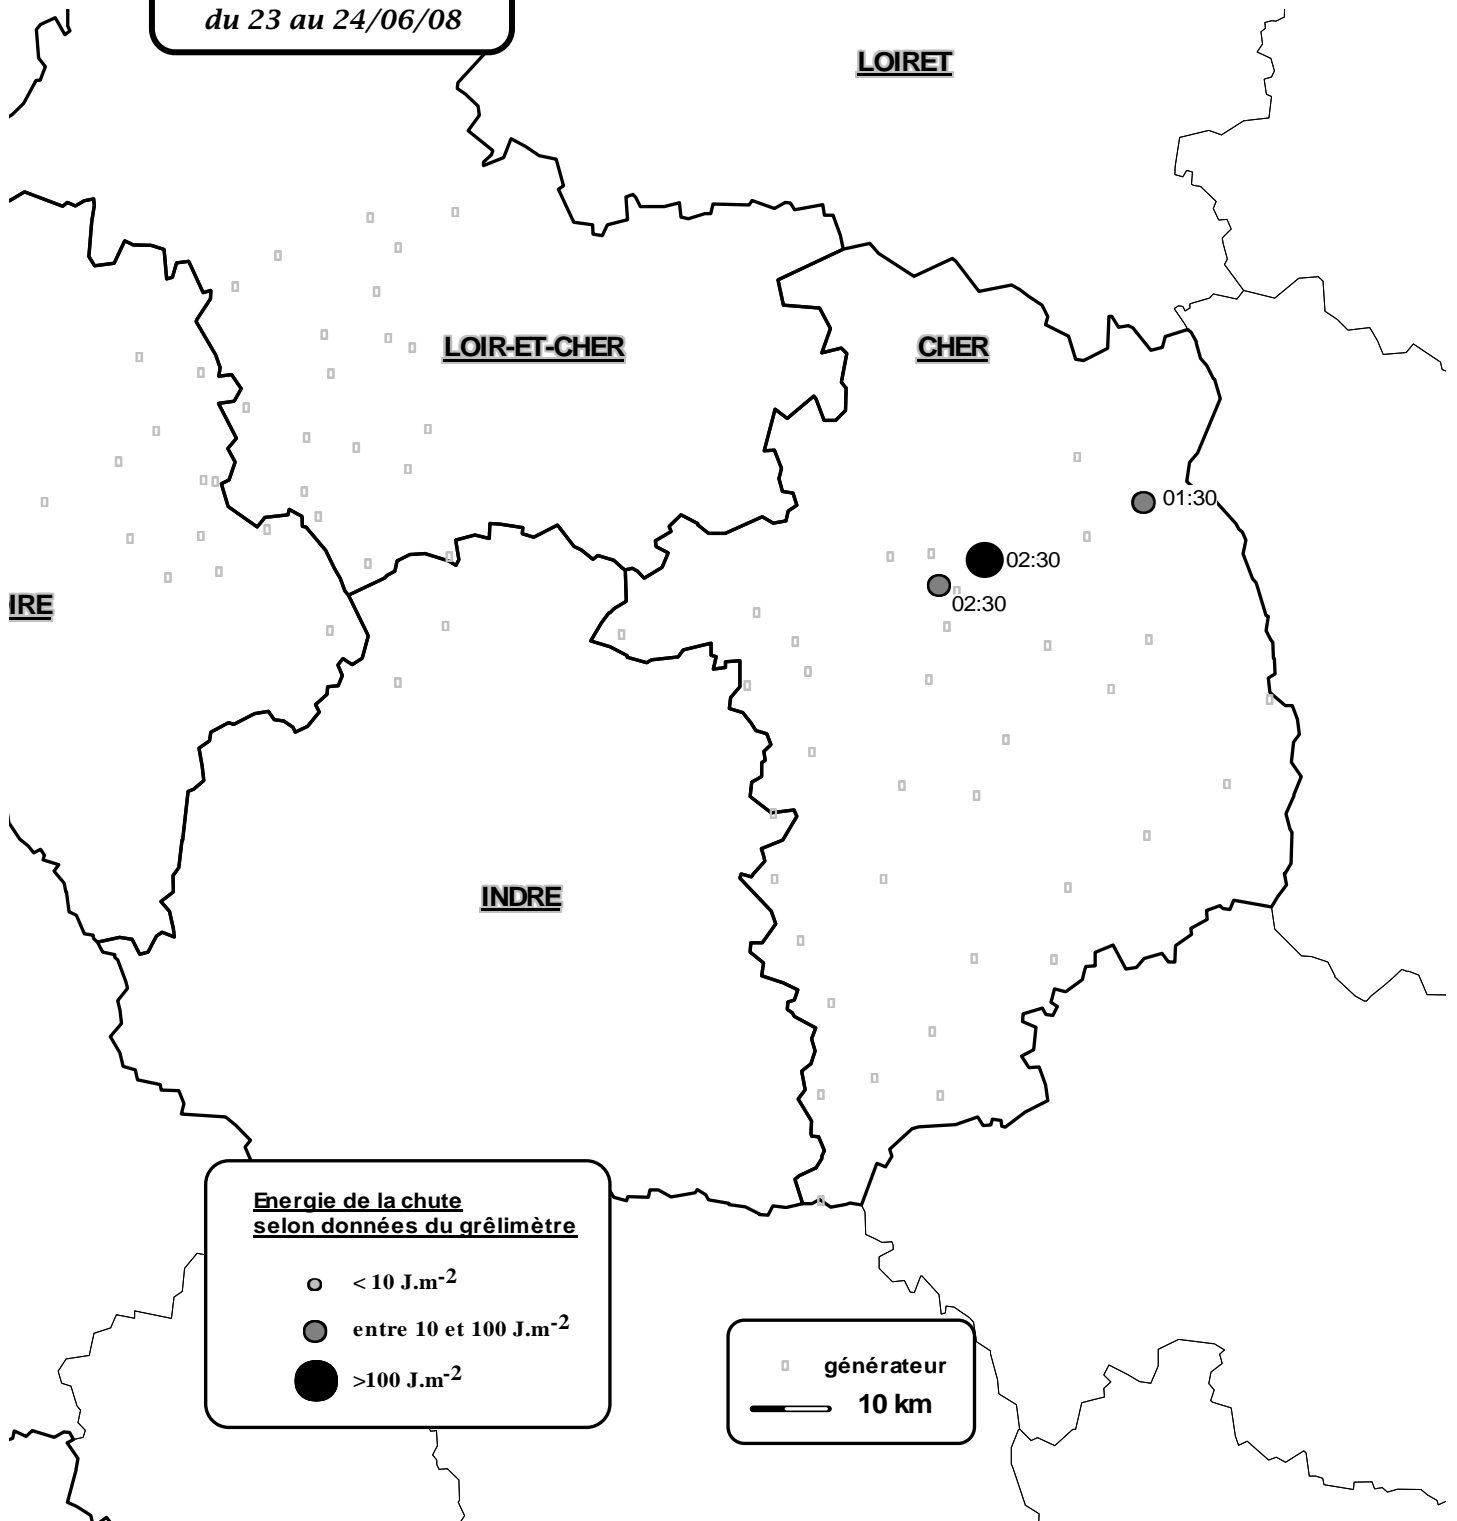 du 23 au 24/06/08
LOIRET
LOIR-ET-CHER
CHER
01:30
02:30
02:30
IRE
INDRE
Energie de la chute
selon données du grêlimètre
< 10 J.m-2
entre 10 et 100 J.m-2
>100 J.m-2
générateur
10 km